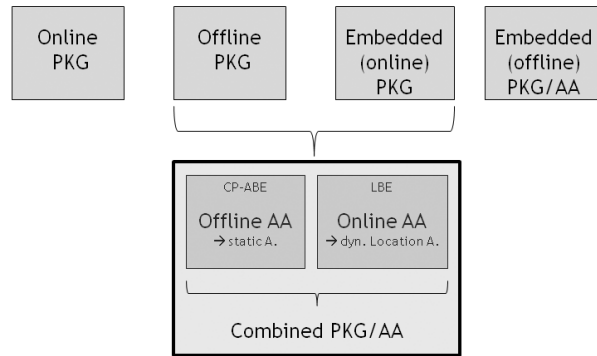 Online
PKG
Offline
PKG
Embedded
(online)
PKG
Embedded
(offline)
PKG/AA
CP-ABE
Offline AA
→ static A.
LBE
Online AA
→ dyn. Location A.
Combined PKG/AA